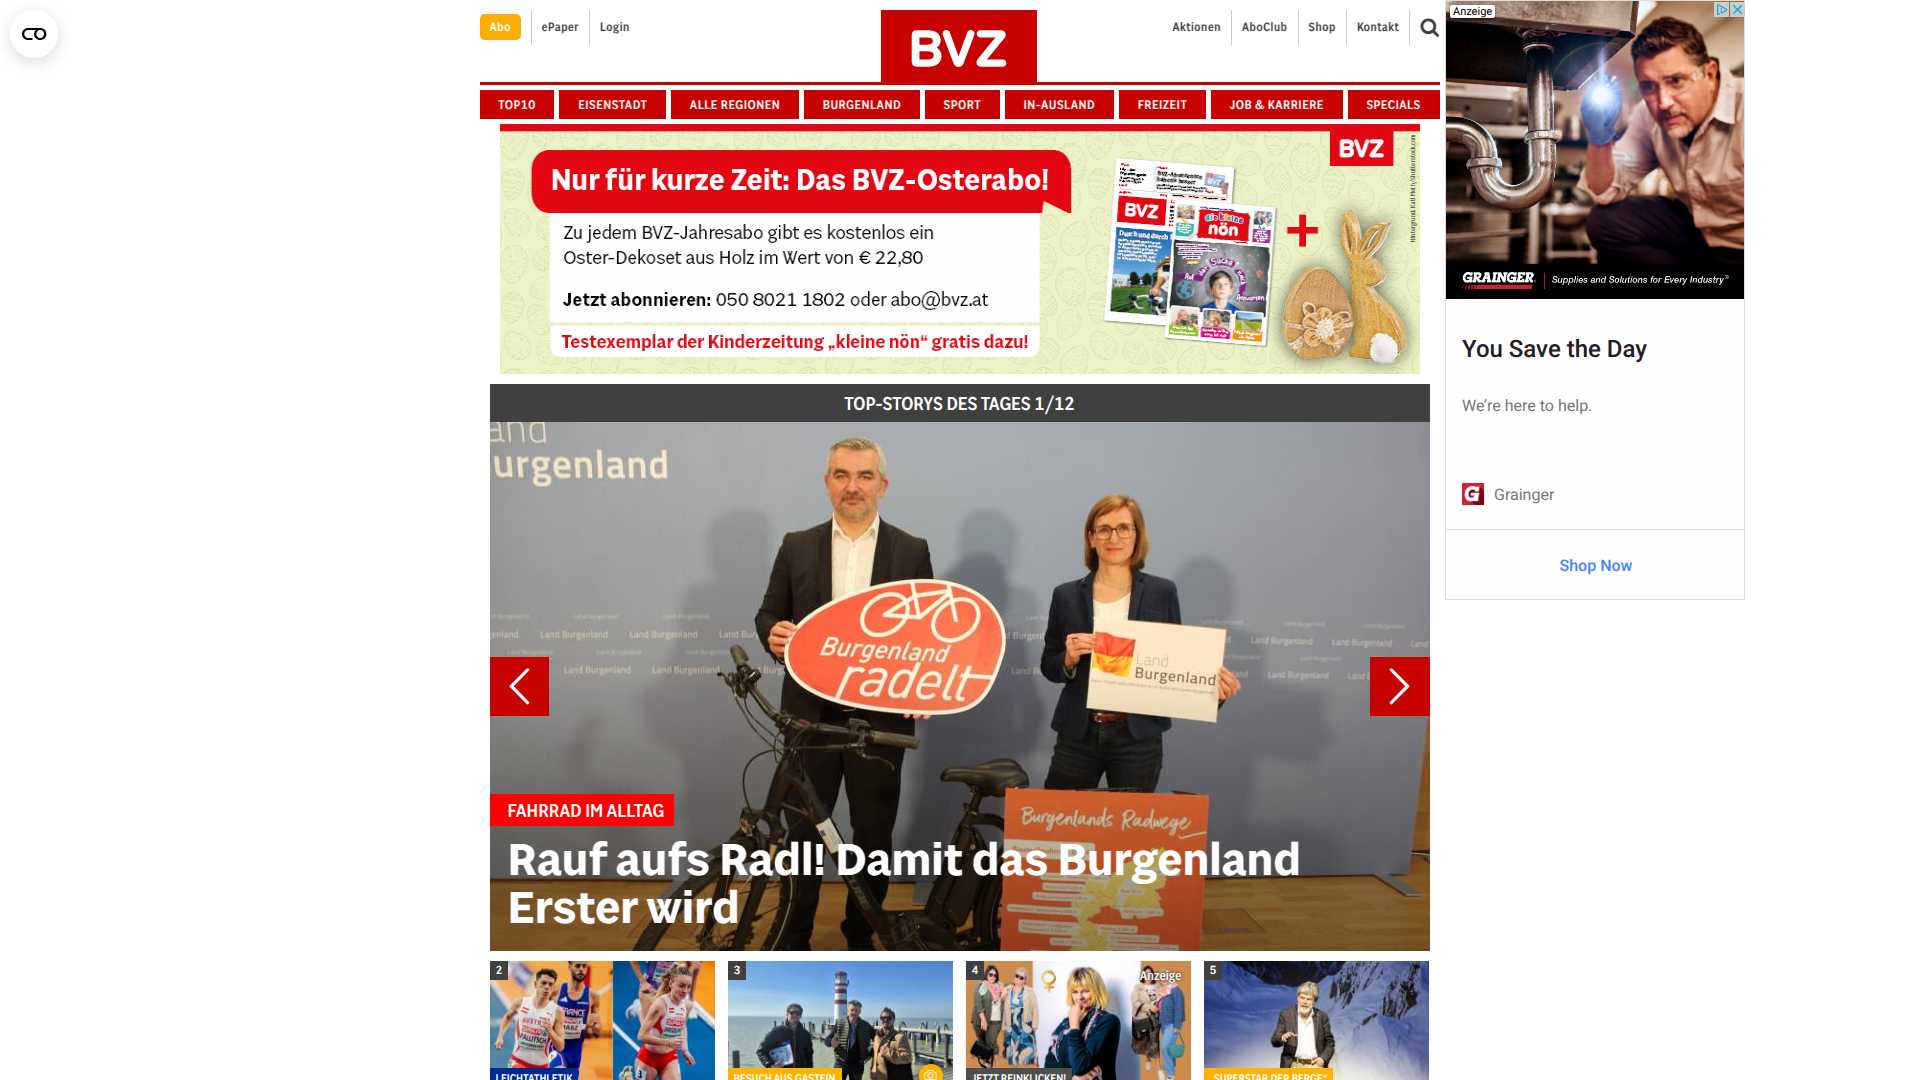 Abo
ePaper
Login
BVZ
Aktionen
AboClub
Shop
Kontakt
TOP10
EISENSTADT
ALLE REGIONEN
BURGENLAND
SPORT
IN-AUSLAND
FREIZEIT
JOB & KARRIERE
SPECIALS
Nur für kurze Zeit: Das BVZ-Osterabo!
Zu jedem BVZ-Jahresabo gibt es kostenlos ein
Oster-Dekoset aus Holz im Wert von € 22,80
Jetzt abonnieren: 050 8021 1802 oder abo@bvz.at
Testexemplar der Kinderzeitung „kleine nön“ gratis dazu!
BVZ
BVZ
die kleine
nön
+
Anzeige
GRAINGER
Supplies and Solutions for Every Industry
You Save the Day
We're here to help.
Grainger
Shop Now
TOP-STORYS DES TAGES 1/12
Land
Burgenland
Burgenland
radelt
Land
Burgenland
Burgenlands Radwege
FAHRRAD IM ALLTAG
Rauf aufs Radl! Damit das Burgenland
Erster wird
2
LEICHTATHLETIK
3
BESUCH AUS GASTEIN
4
Anzeige
JETZT REINKLICKEN!
5
„SUPERSTAR DER BERGE“